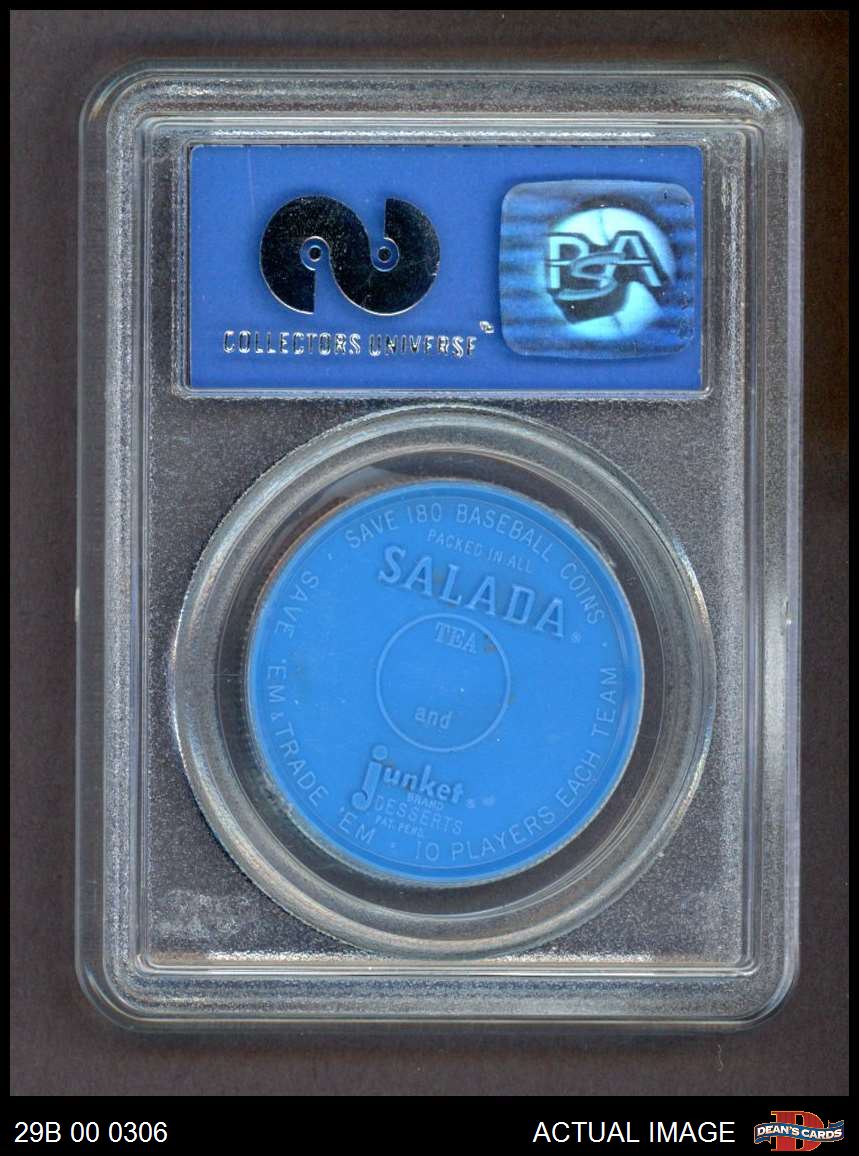 COLLECTORS UNIVERSE
PSA
SAVE 180 BASEBALL COINS
PACKED IN ALL
SALADA®
TEA
and
Junket
BRAND
DESSERTS
PAT. PEND.
10 PLAYERS EACH TEAM
SAVE 'EM & TRADE 'EM
29B 00 0306
ACTUAL IMAGE
DEAN'S CARDS